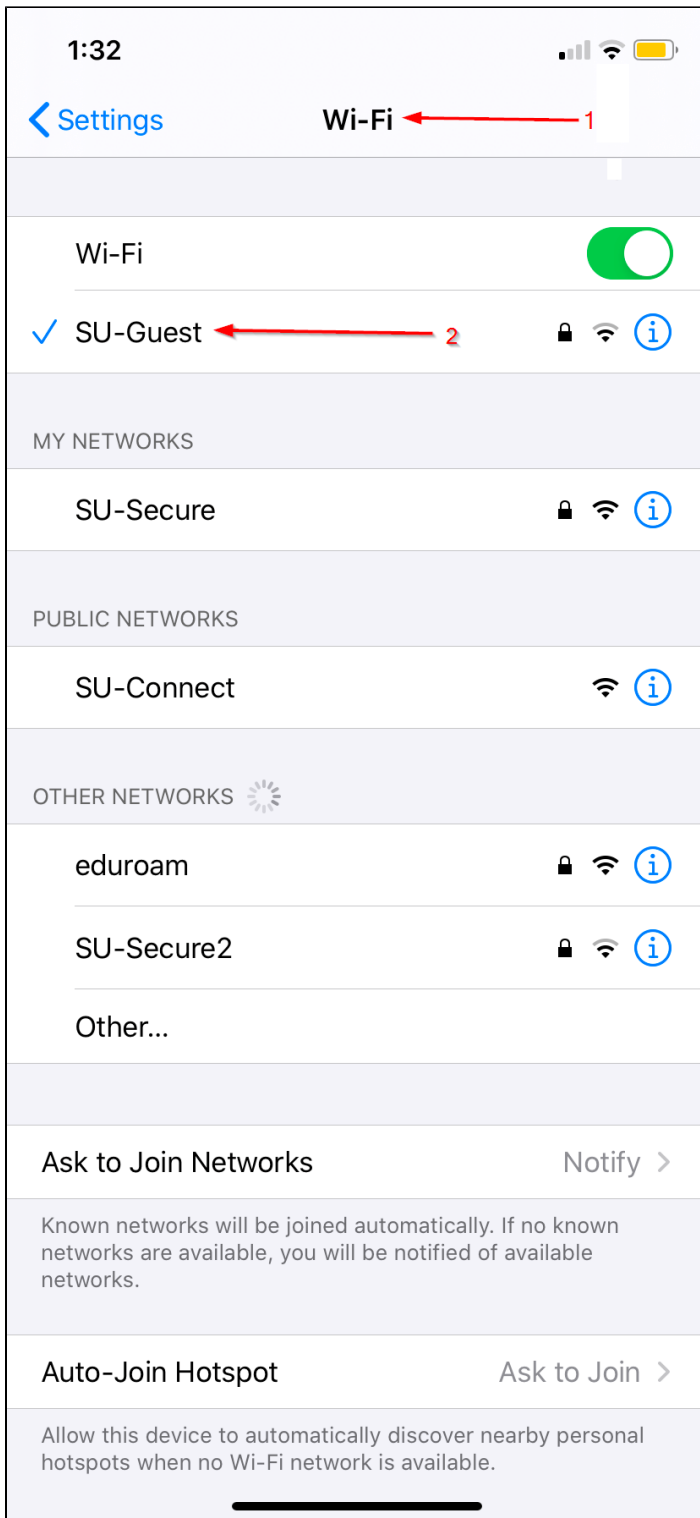 1:32
Settings
Wi-Fi
1
Wi-Fi
SU-Guest
2
MY NETWORKS
SU-Secure
PUBLIC NETWORKS
SU-Connect
OTHER NETWORKS
eduroam
SU-Secure2
Other...
Ask to Join Networks Notify
Known networks will be joined automatically. If no known
networks are available, you will be notified of available
networks.
Auto-Join Hotspot Ask to Join
Allow this device to automatically discover nearby personal
hotspots when no Wi-Fi network is available.